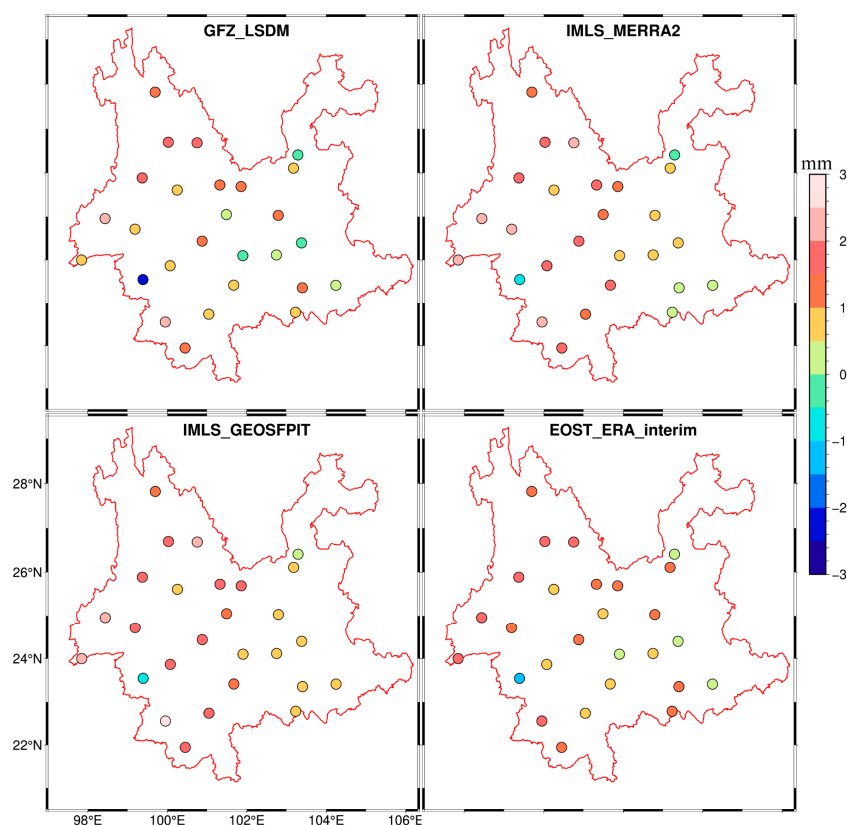 GFZ_LSDM
IMLS_MERRA2
mm
3
2
1
0
−1
−2
−3
IMLS_GEOSFPIT
EOST_ERA_interim
28°N
26°N
24°N
22°N
98°E
100°E
102°E
104°E
106°E